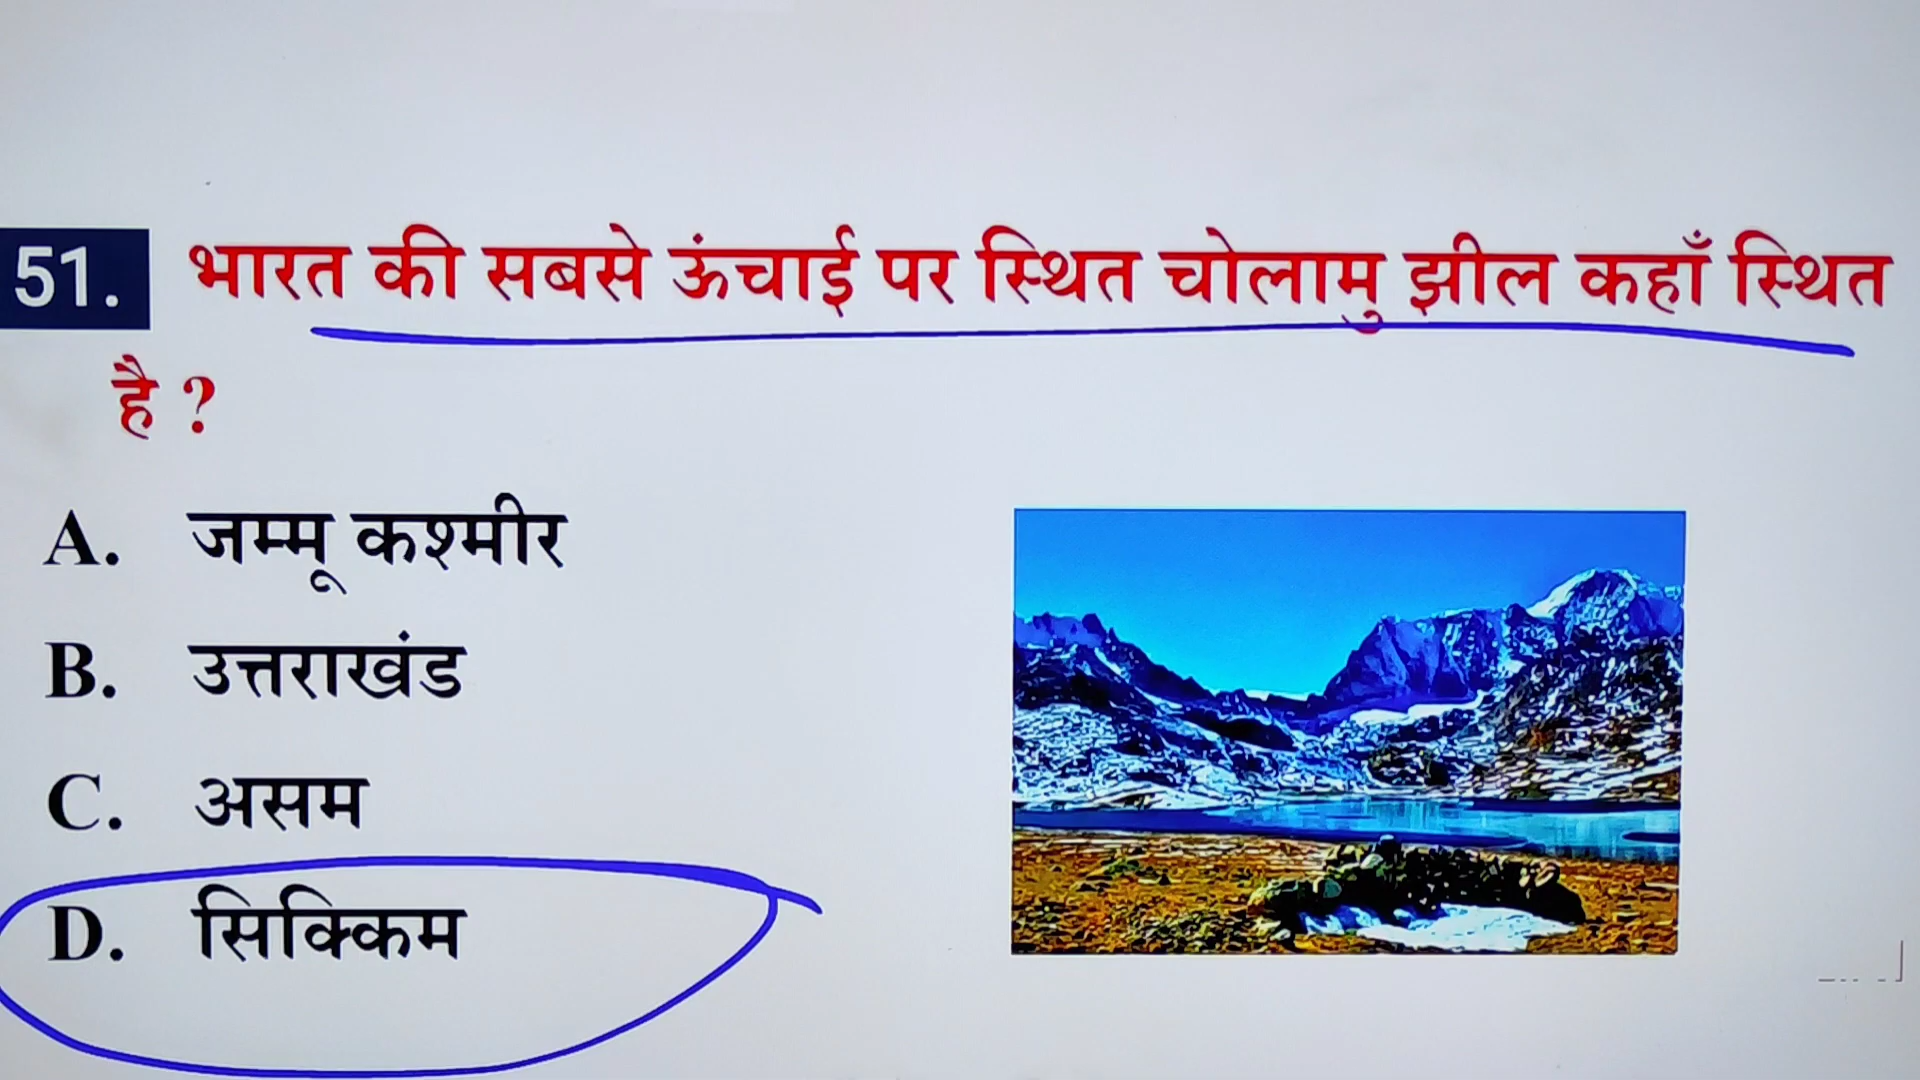 51. भारत की सबसे ऊंचाई पर स्थित चोलामु झील कहाँ स्थित
है ?
A. जम्मू कश्मीर
B. उत्तराखंड
C. असम
D. सिक्किम